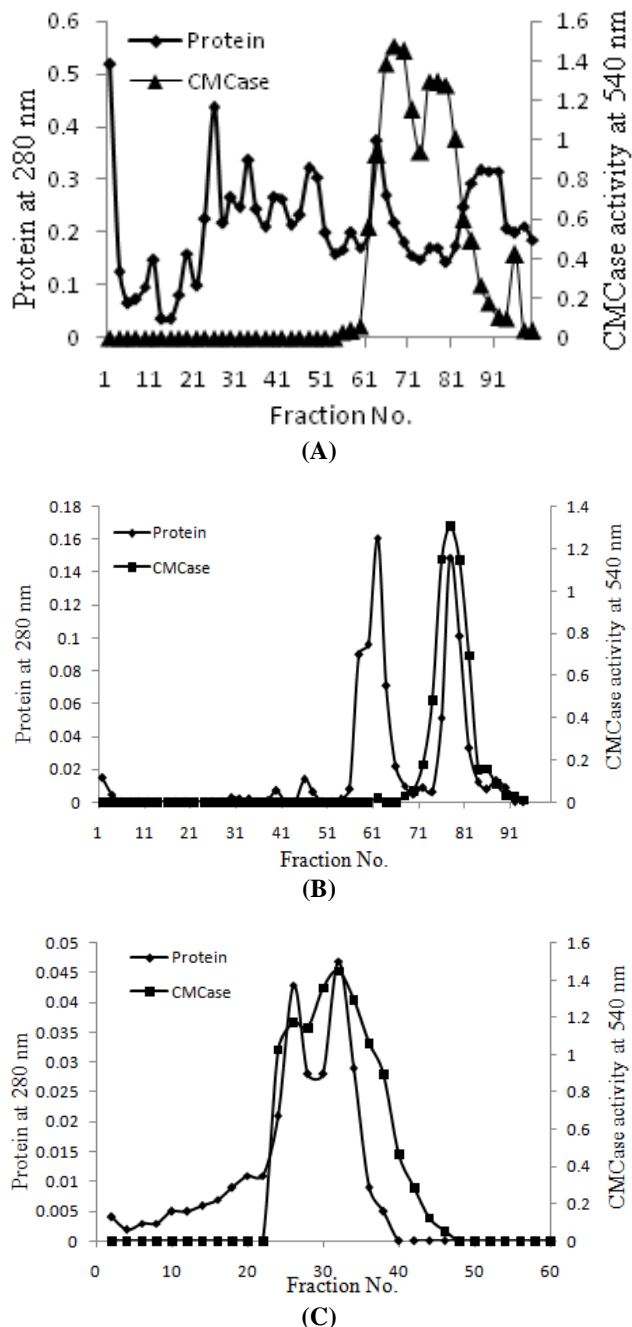 Protein
CMCase
Protein at 280 nm
0.6
0.5
0.4
0.3
0.2
0.1
0
1.6
1.4
1.2
1
0.8
0.6
0.4
0.2
0
CMCase activity at 540 nm
1 11 21 31 41 51 61 71 81 91
Fraction No.
(A)
Protein
CMCase
Protein at 280 nm
0.18
0.16
0.14
0.12
0.1
0.08
0.06
0.04
0.02
0
1.4
1.2
1
0.8
0.6
0.4
0.2
0
CMCase activity at 540 nm
1 11 21 31 41 51 61 71 81 91
Fraction No.
(B)
Protein
CMCase
Protein at 280 nm
0.05
0.045
0.04
0.035
0.03
0.025
0.02
0.015
0.01
0.005
0
1.6
1.4
1.2
1
0.8
0.6
0.4
0.2
0
CMCase activity at 540 nm
0 10 20 30 40 50 60
Fraction No.
(C)